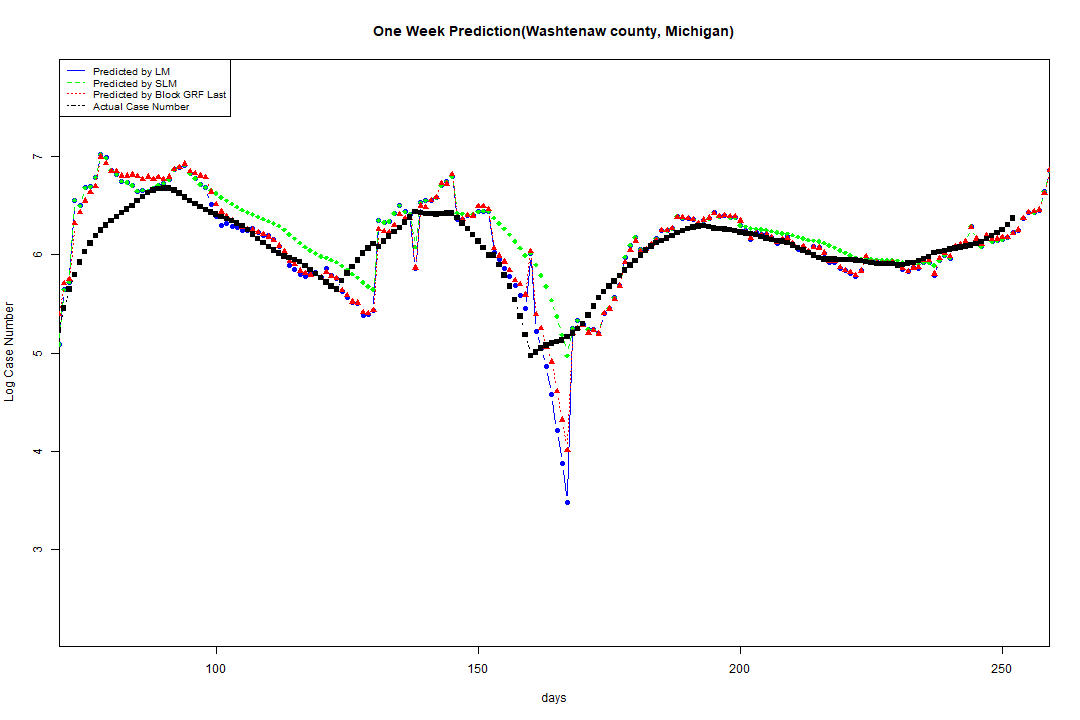 One Week Prediction(Washtenaw county, Michigan)
Predicted by LM
Predicted by SLM
Predicted by Block GRF Last
Actual Case Number
7
6
5
4
3
Log Case Number
100 150 200 250
days